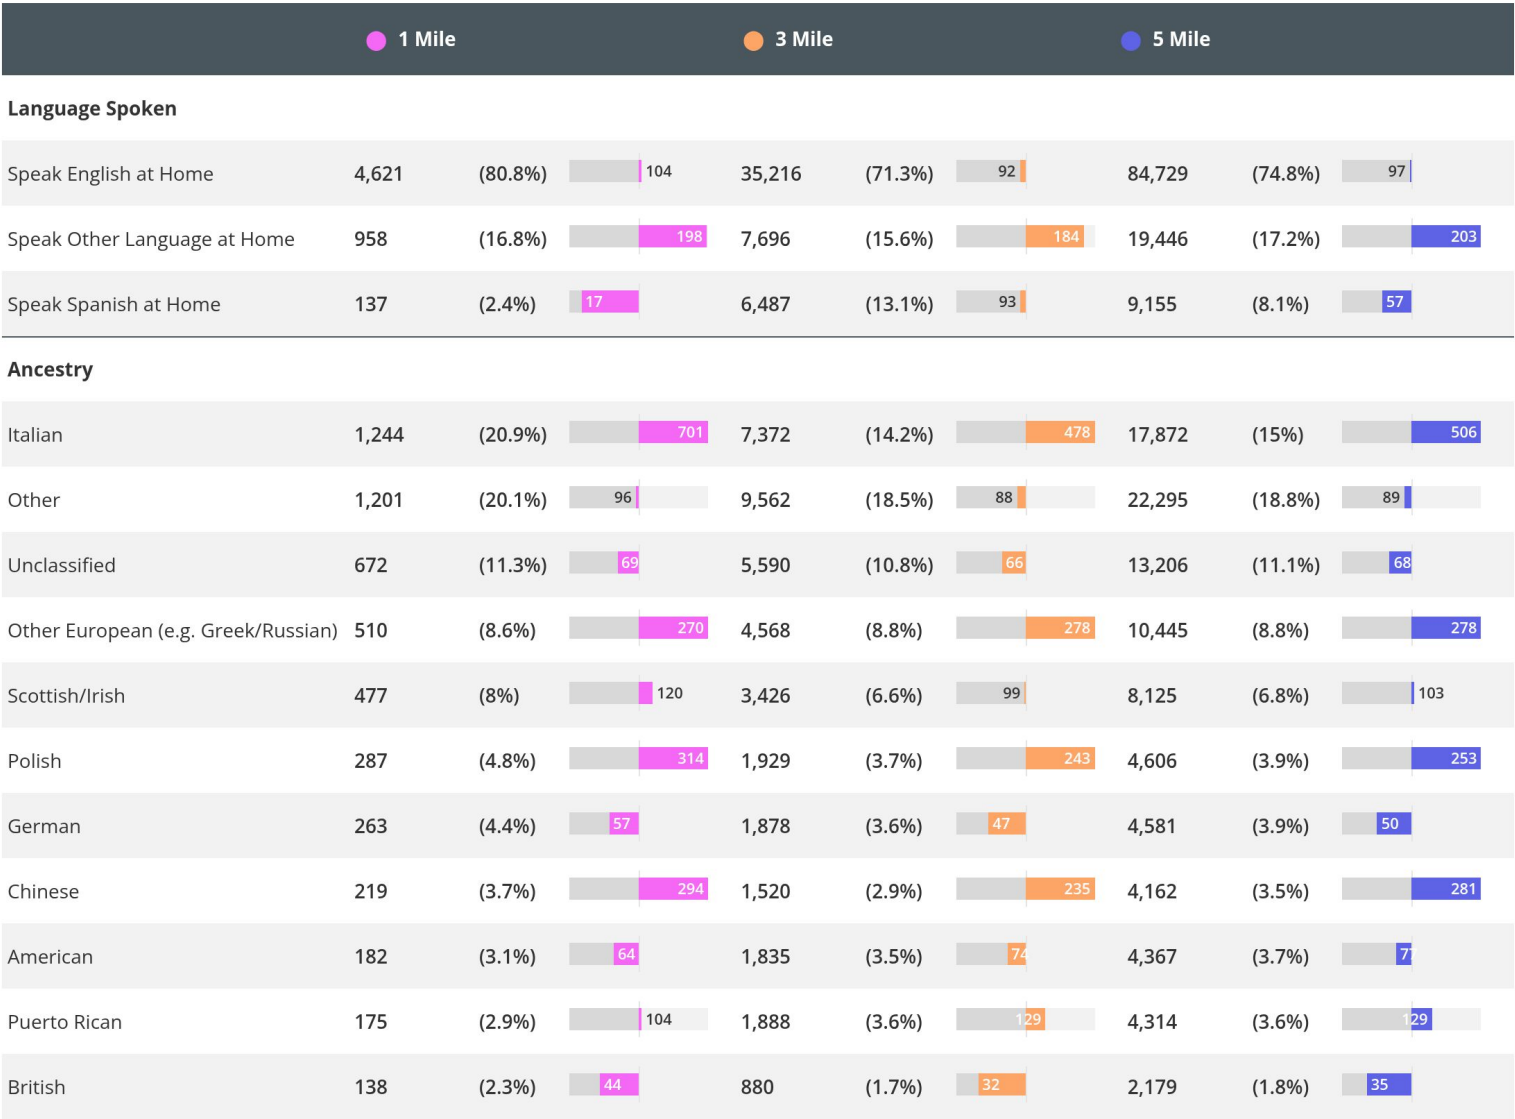 1 Mile 3 Mile 5 Mile
Language Spoken
Speak English at Home 4,621 (80.8%) 104 35,216 (71.3%) 92 84,729 (74.8%) 97
Speak Other Language at Home 958 (16.8%) 198 7,696 (15.6%) 184 19,446 (17.2%) 203
Speak Spanish at Home 137 (2.4%) 17 6,487 (13.1%) 93 9,155 (8.1%) 57
Ancestry
Italian 1,244 (20.9%) 701 7,372 (14.2%) 478 17,872 (15%) 506
Other 1,201 (20.1%) 96 9,562 (18.5%) 88 22,295 (18.8%) 89
Unclassified 672 (11.3%) 69 5,590 (10.8%) 66 13,206 (11.1%) 68
Other European (e.g. Greek/Russian) 510 (8.6%) 270 4,568 (8.8%) 278 10,445 (8.8%) 278
Scottish/Irish 477 (8%) 120 3,426 (6.6%) 99 8,125 (6.8%) 103
Polish 287 (4.8%) 314 1,929 (3.7%) 243 4,606 (3.9%) 253
German 263 (4.4%) 57 1,878 (3.6%) 47 4,581 (3.9%) 50
Chinese 219 (3.7%) 294 1,520 (2.9%) 235 4,162 (3.5%) 281
American 182 (3.1%) 64 1,835 (3.5%) 74 4,367 (3.7%) 77
Puerto Rican 175 (2.9%) 104 1,888 (3.6%) 129 4,314 (3.6%) 129
British 138 (2.3%) 44 880 (1.7%) 32 2,179 (1.8%) 35